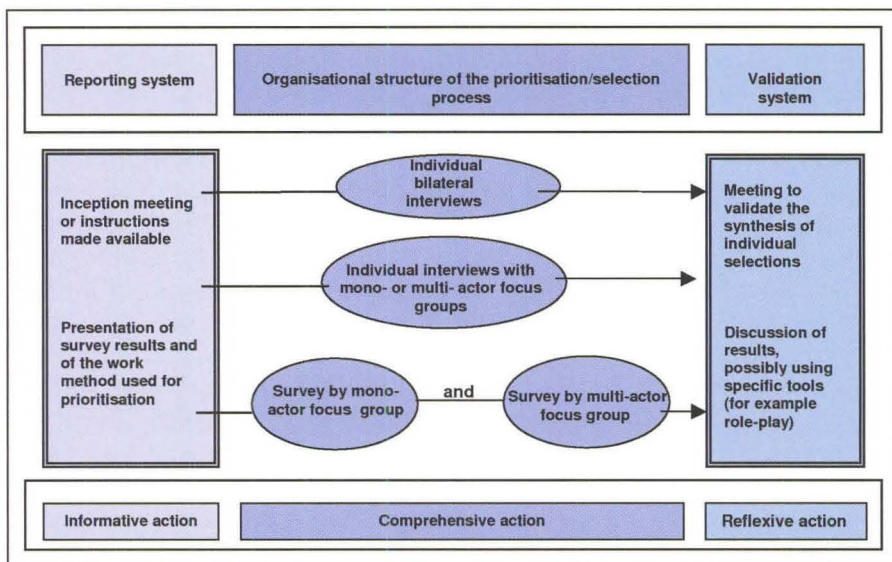 Reporting system
Organisational structure of the prioritisation/selection
process
Validation
system
Inception meeting
or instructions
made available
Presentation of
survey results and
of the work
method used for
prioritisation
Individual
bilateral
interviews
Individual interviews with
mono- or multi- actor focus
groups
Survey by mono-
actor focus group
and
Survey by multi-actor
focus group
Meeting to
validate the
synthesis of
individual
selections
Discussion of
results,
possibly using
specific tools
(for example
role-play)
Informative action
Comprehensive action
Reflexive action